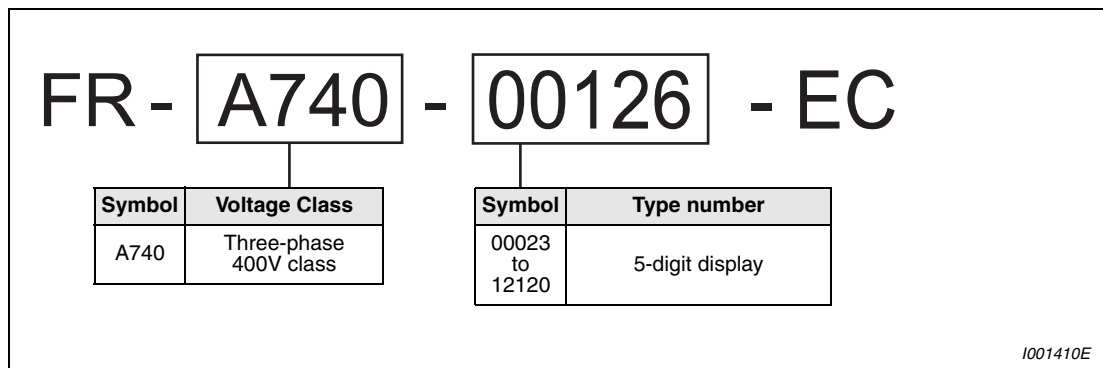 FR - A740 - 00126 - EC
Symbol Voltage Class
A740 Three-phase
400V class
Symbol Type number
00023
to
12120
5-digit display
I001410E